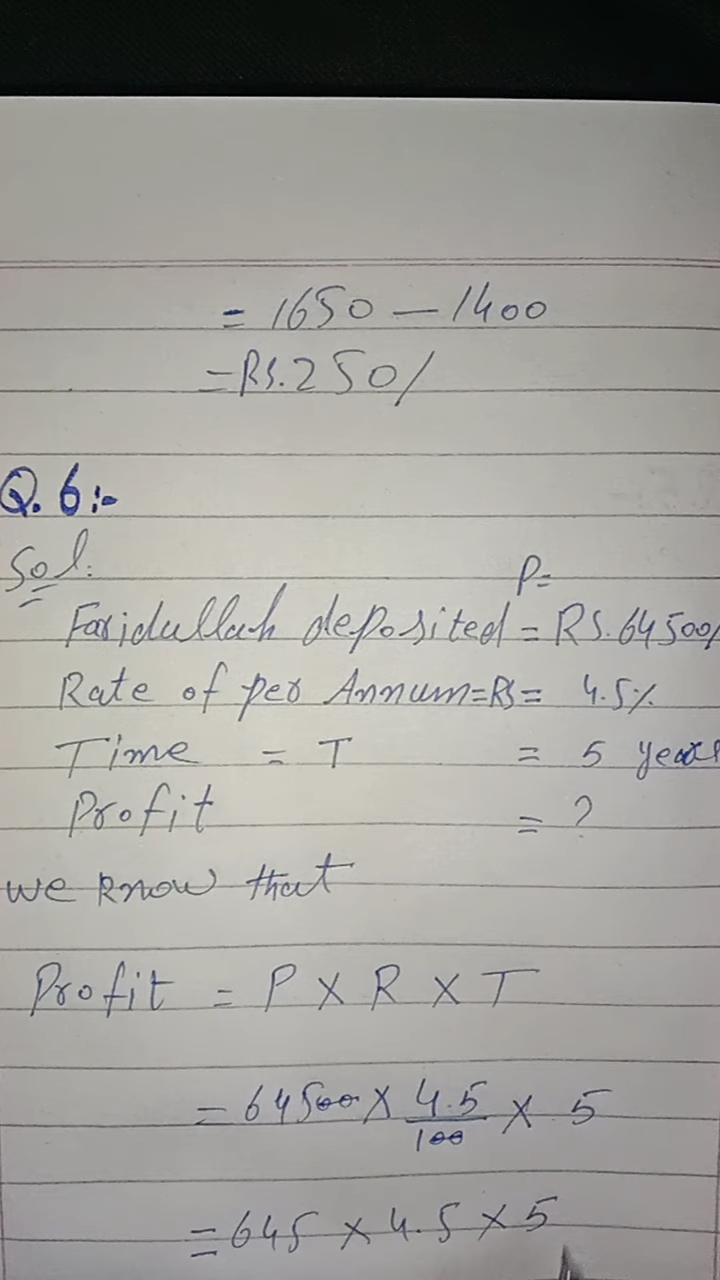 = 1650 - 1400
= RS.250/
Q.6:-
Sol:
P=
Faridullah deposited = RS.64500/
Rate of per Annum=R= 4.5%
Time = T = 5 years
Profit = ?
we know that
Profit = P X R X T
= 64500 X 4.5/100 X 5
= 645 X 4.5 X 5